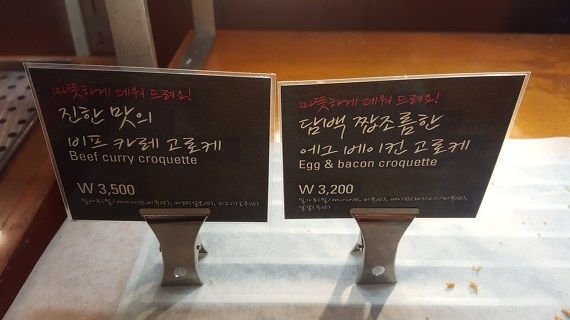 따뜻하게 데워 드려요!
진한 맛의
비프 카레 고로케
Beef curry croquette
₩ 3,500
따뜻하게 데워 드려요!
담백 짭조름한
에그 베이컨 고로케
Egg & bacon croquette
₩ 3,200